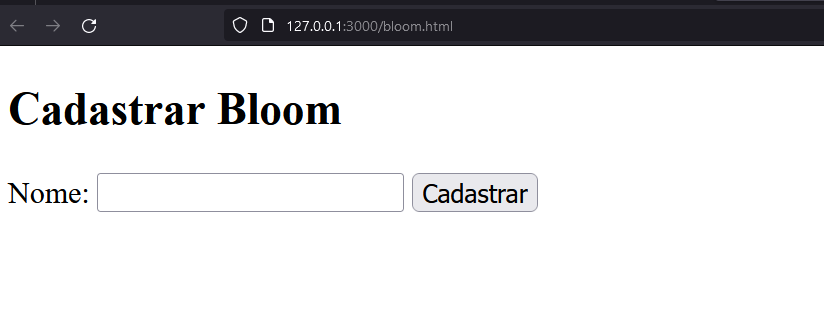 127.0.0.1:3000/bloom.html
Cadastrar Bloom
Nome: Cadastrar